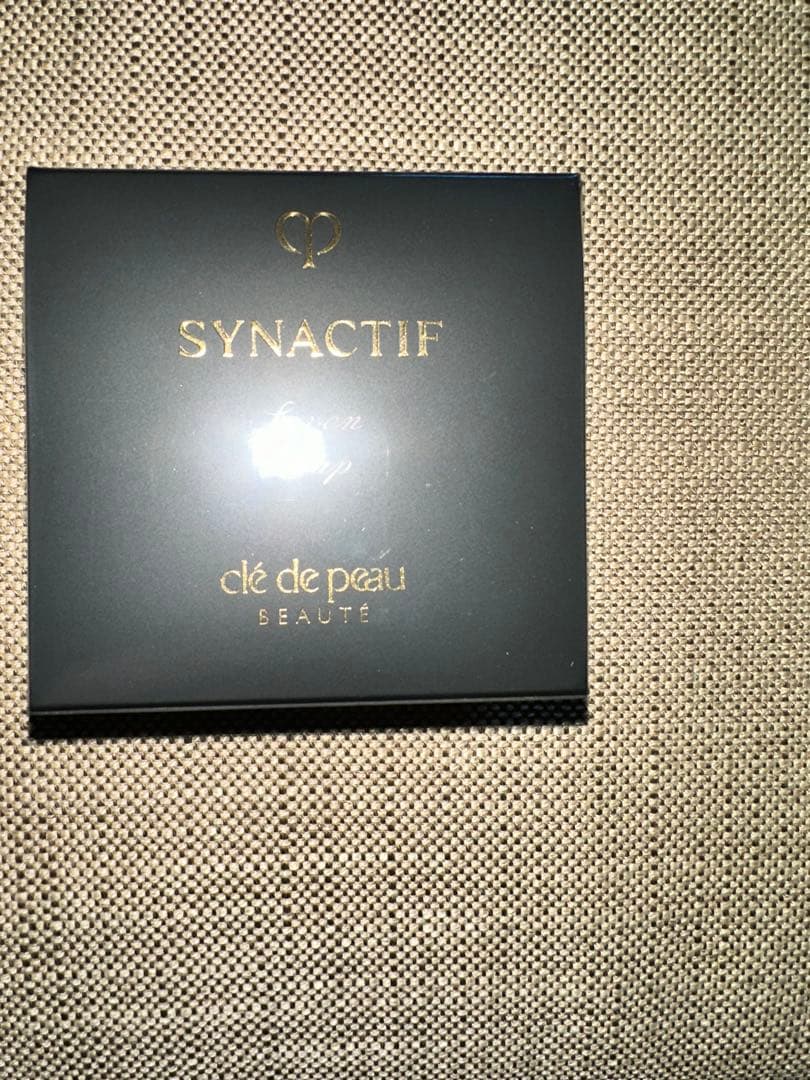 SYNACTIF
clé de peau
BEAUTÉ